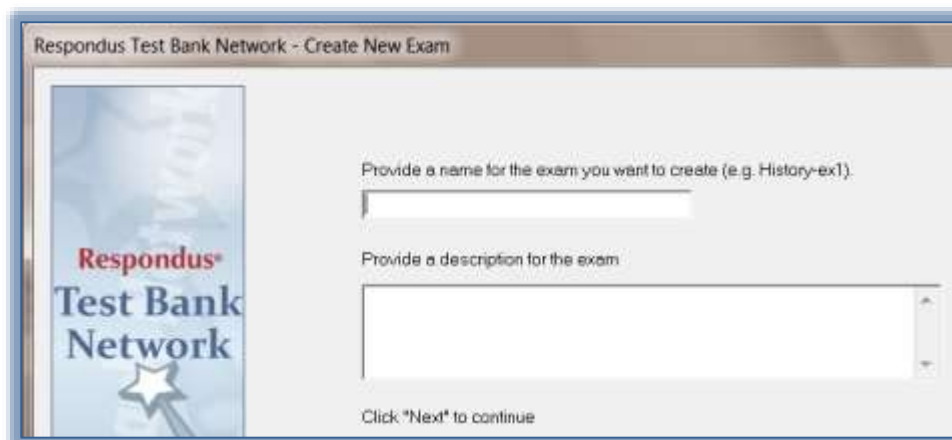 Respondus Test Bank Network - Create New Exam
Provide a name for the exam you want to create (e.g. History-ex1).
Respondus®
Test Bank
Network
Provide a description for the exam
Click "Next" to continue